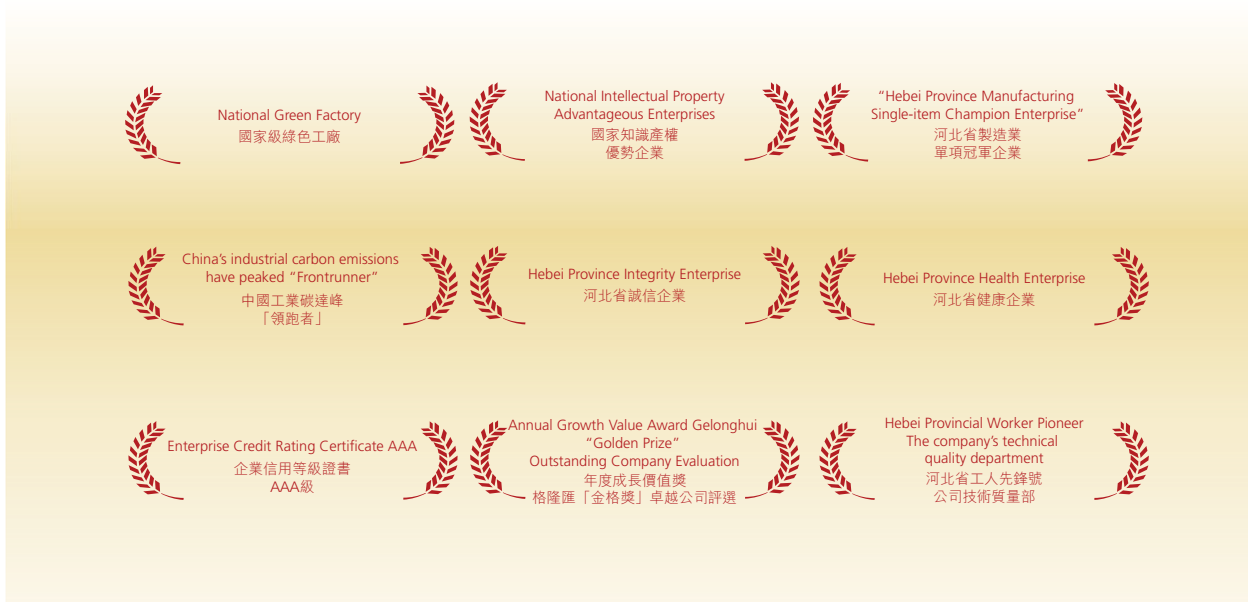 National Green Factory
國家級綠色工廠
National Intellectual Property
Advantageous Enterprises
國家知識產權
優勢企業
“Hebei Province Manufacturing
Single-item Champion Enterprise”
河北省製造業
單項冠軍企業
China’s industrial carbon emissions
have peaked “Frontrunner”
中國工業碳達峰
「領跑者」
Hebei Province Integrity Enterprise
河北省誠信企業
Hebei Province Health Enterprise
河北省健康企業
Enterprise Credit Rating Certificate AAA
企業信用等級證書
AAA級
Annual Growth Value Award Gelonghui
“Golden Prize”
Outstanding Company Evaluation
年度成長價值獎
格隆匯「金格獎」卓越公司評選
Hebei Provincial Worker Pioneer
The company’s technical
quality department
河北省工人先鋒號
公司技術質量部